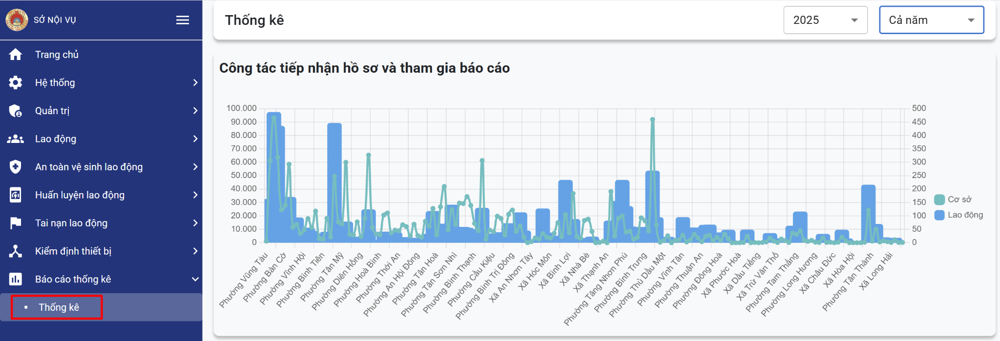 SỞ NỘI VỤ
Trang chủ
Hệ thống
Quản trị
Lao động
An toàn vệ sinh lao động
Huấn luyện lao động
Tai nạn lao động
Kiểm định thiết bị
Báo cáo thống kê
Thống kê
Thống kê
2025
Cả năm
Công tác tiếp nhận hồ sơ và tham gia báo cáo
100.000
90.000
80.000
70.000
60.000
50.000
40.000
30.000
20.000
10.000
0
500
450
400
350
300
250
200
150
100
50
0
Cơ sở
Lao động
Phường Vũng Tàu
Phường Bàn Cờ
Phường Vĩnh Hội
Phường Bình Tiên
Phường Tân Mỹ
Phường Diên Hồng
Phường Hoà Bình
Phường Thới An
Phường An Hội Đông
Phường Tân Hoà
Phường Tân Sơn Nhì
Phường Bình Thạnh
Phường Cầu Kiệu
Phường Bình Trị Đông
Xã An Nhơn Tây
Xã Hóc Môn
Xã Bình Lợi
Xã Nhà Bè
Xã Thạnh An
Phường Tăng Nhơn Phú
Phường Bình Trưng
Phường Thủ Dầu Một
Phường Vĩnh Tân
Phường Thuận An
Phường Đông Hoà
Xã Phước Hoà
Xã Dầu Tiếng
Xã Trừ Văn Thố
Phường Tam Thắng
Phường Long Hương
Xã Châu Đức
Xã Hòa Hội
Phường Tân Thành
Xã Long Hải